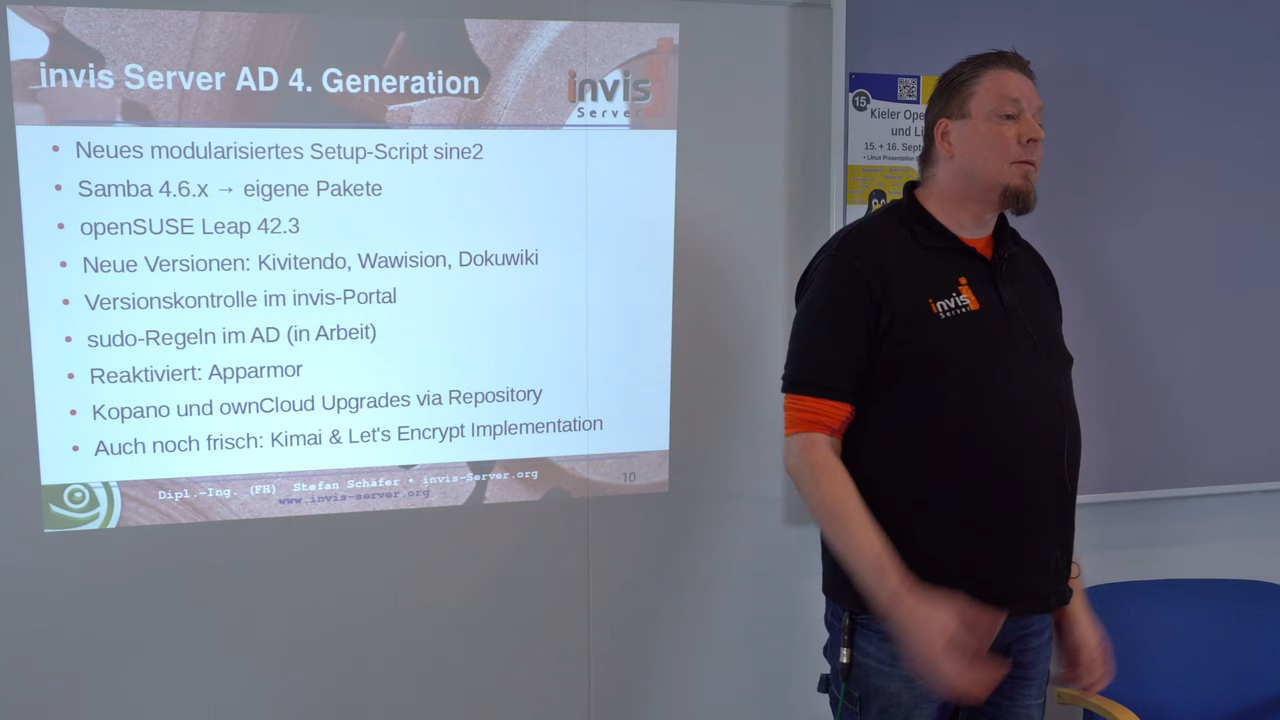 invis Server AD 4. Generation
invis
Server
• Neues modularisiertes Setup-Script sine2
• Samba 4.6.x → eigene Pakete
• openSUSE Leap 42.3
• Neue Versionen: Kivitendo, Wawision, Dokuwiki
• Versionskontrolle im invis-Portal
• sudo-Regeln im AD (in Arbeit)
• Reaktiviert: Apparmor
• Kopano und ownCloud Upgrades via Repository
• Auch noch frisch: Kimai & Let's Encrypt Implementation
Dipl.-Ing. (FH) Stefan Schäfer • invis-Server.org
www.invis-server.org
10
15.
Kieler
und
15. + 16.
+ Linux Presentation
invis
Server